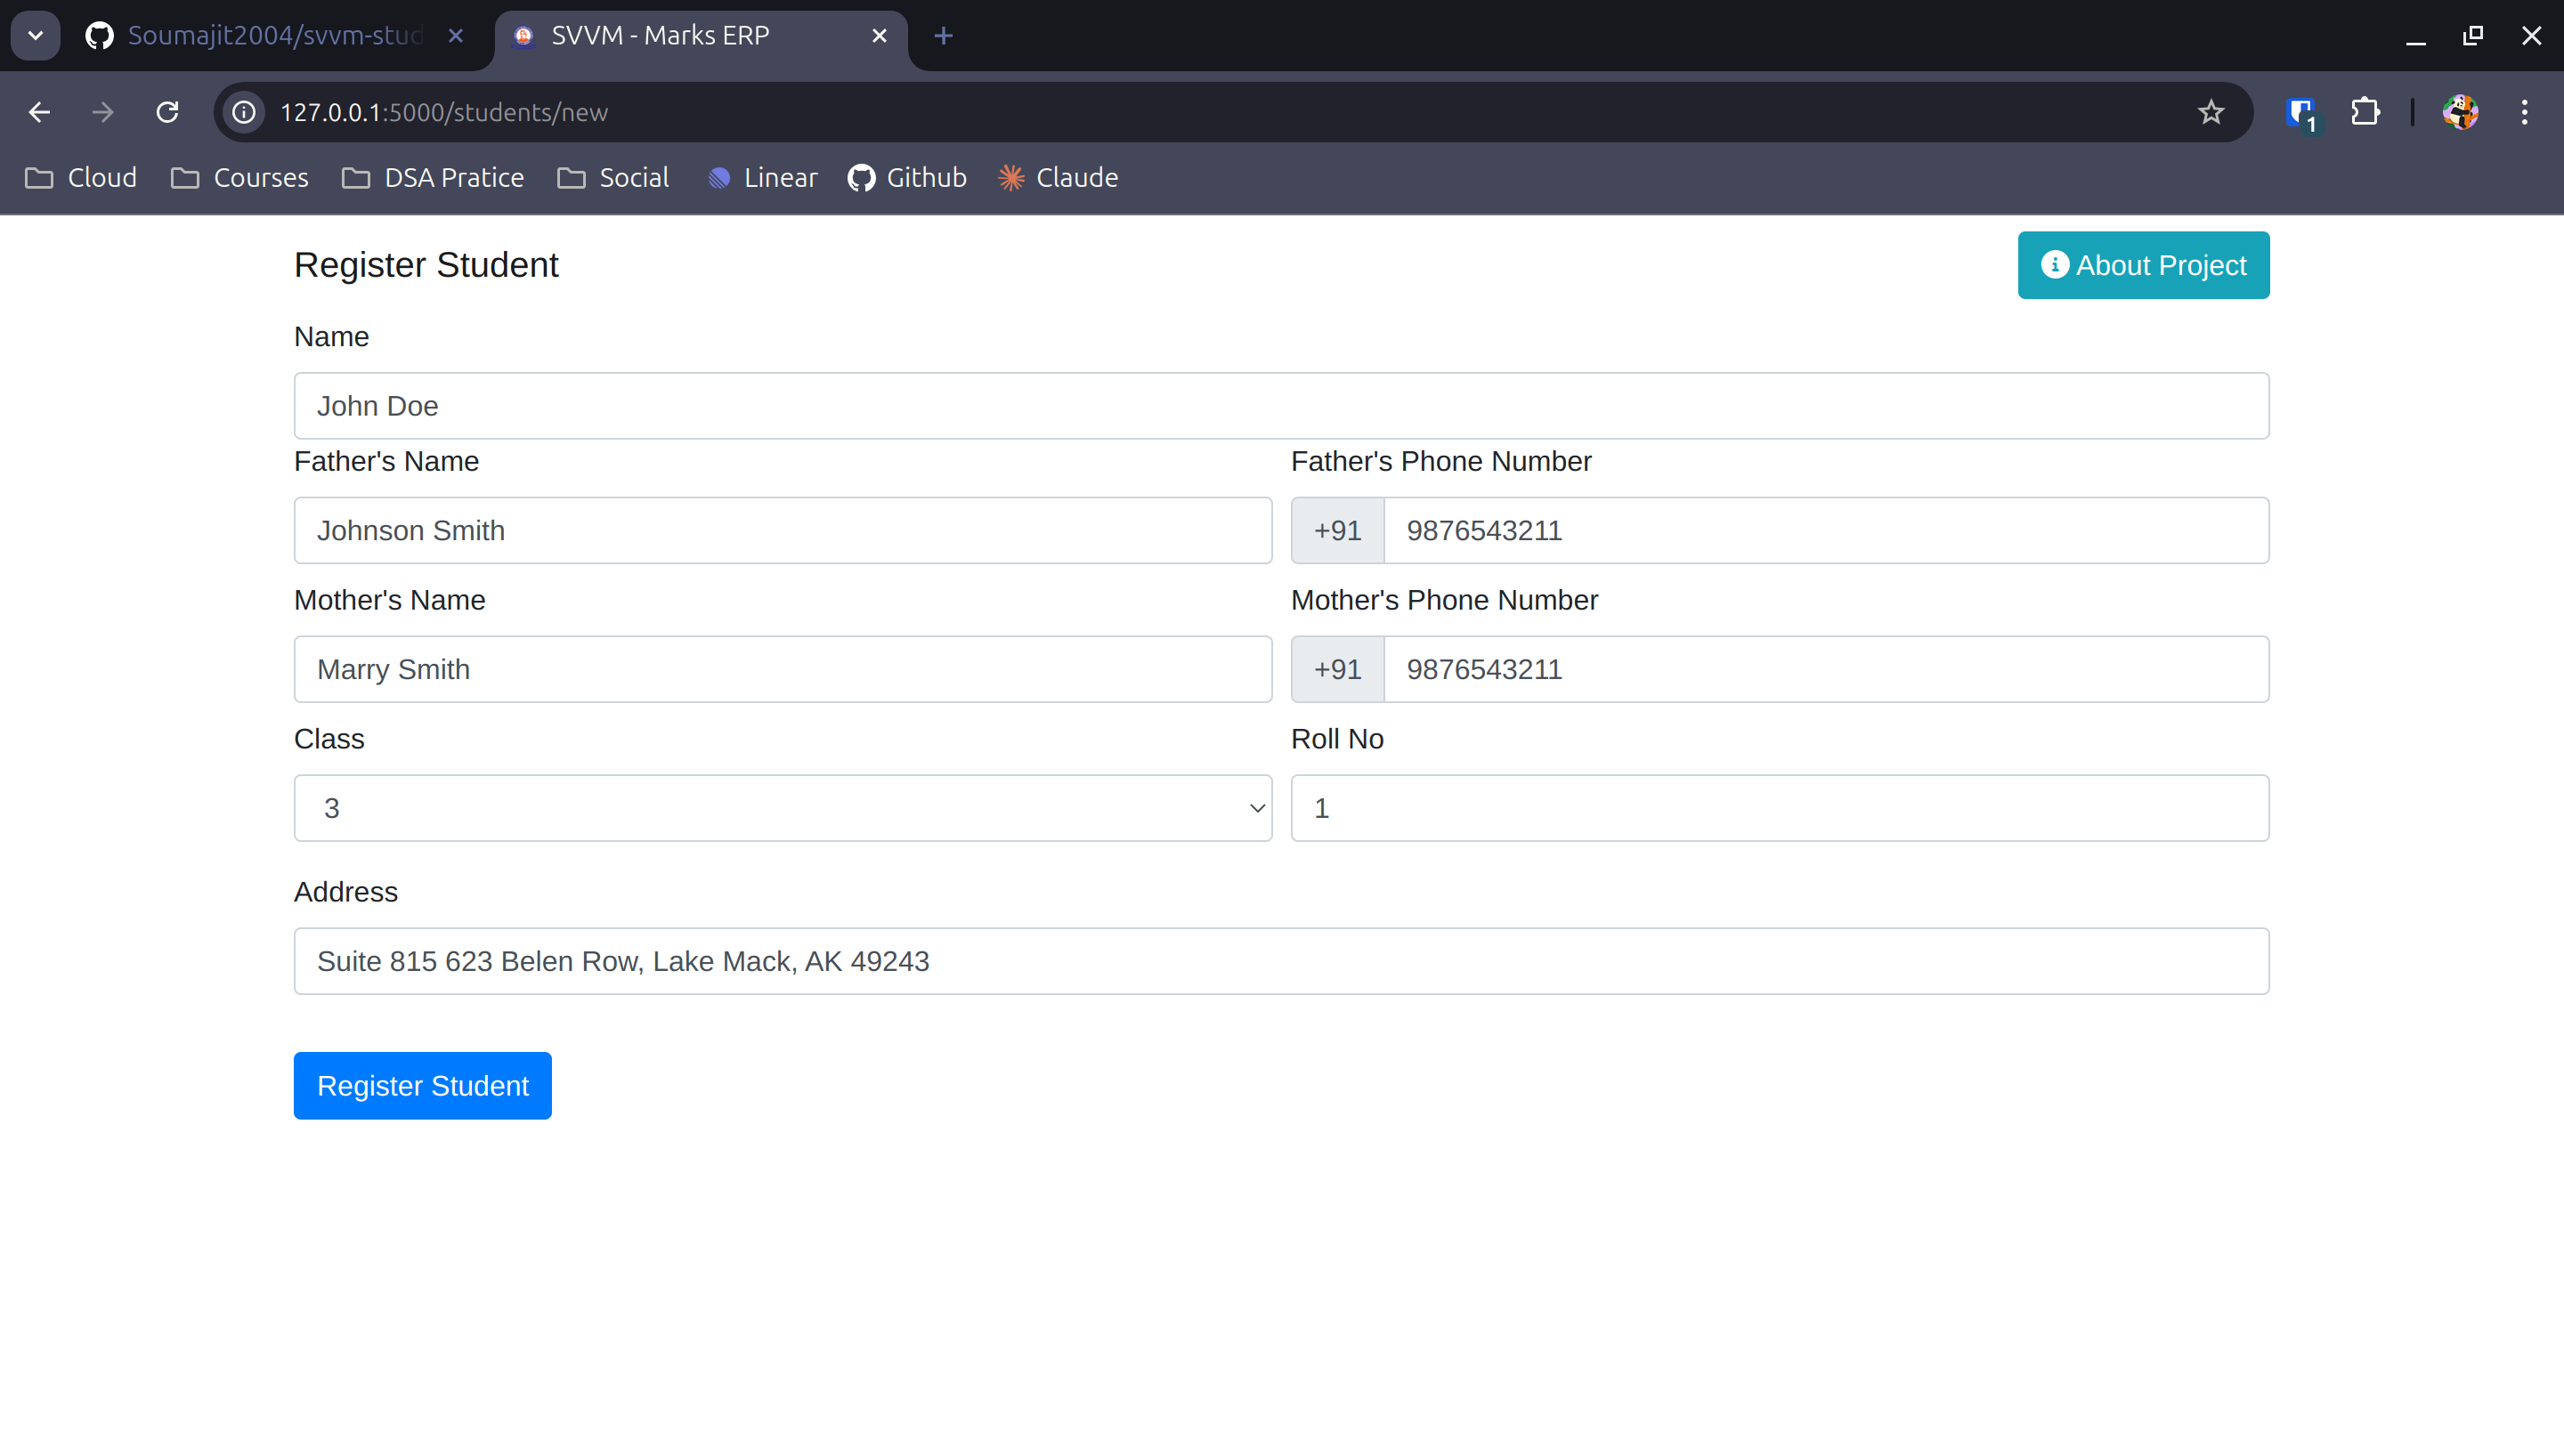 Soumajit2004/svvm-stud
SVVM - Marks ERP
127.0.0.1:5000/students/new
1
Cloud Courses DSA Pratice Social Linear Github Claude
Register Student
About Project
Name
John Doe
Father's Name Father's Phone Number
Johnson Smith +91 9876543211
Mother's Name Mother's Phone Number
Marry Smith +91 9876543211
Class Roll No
3 1
Address
Suite 815 623 Belen Row, Lake Mack, AK 49243
Register Student